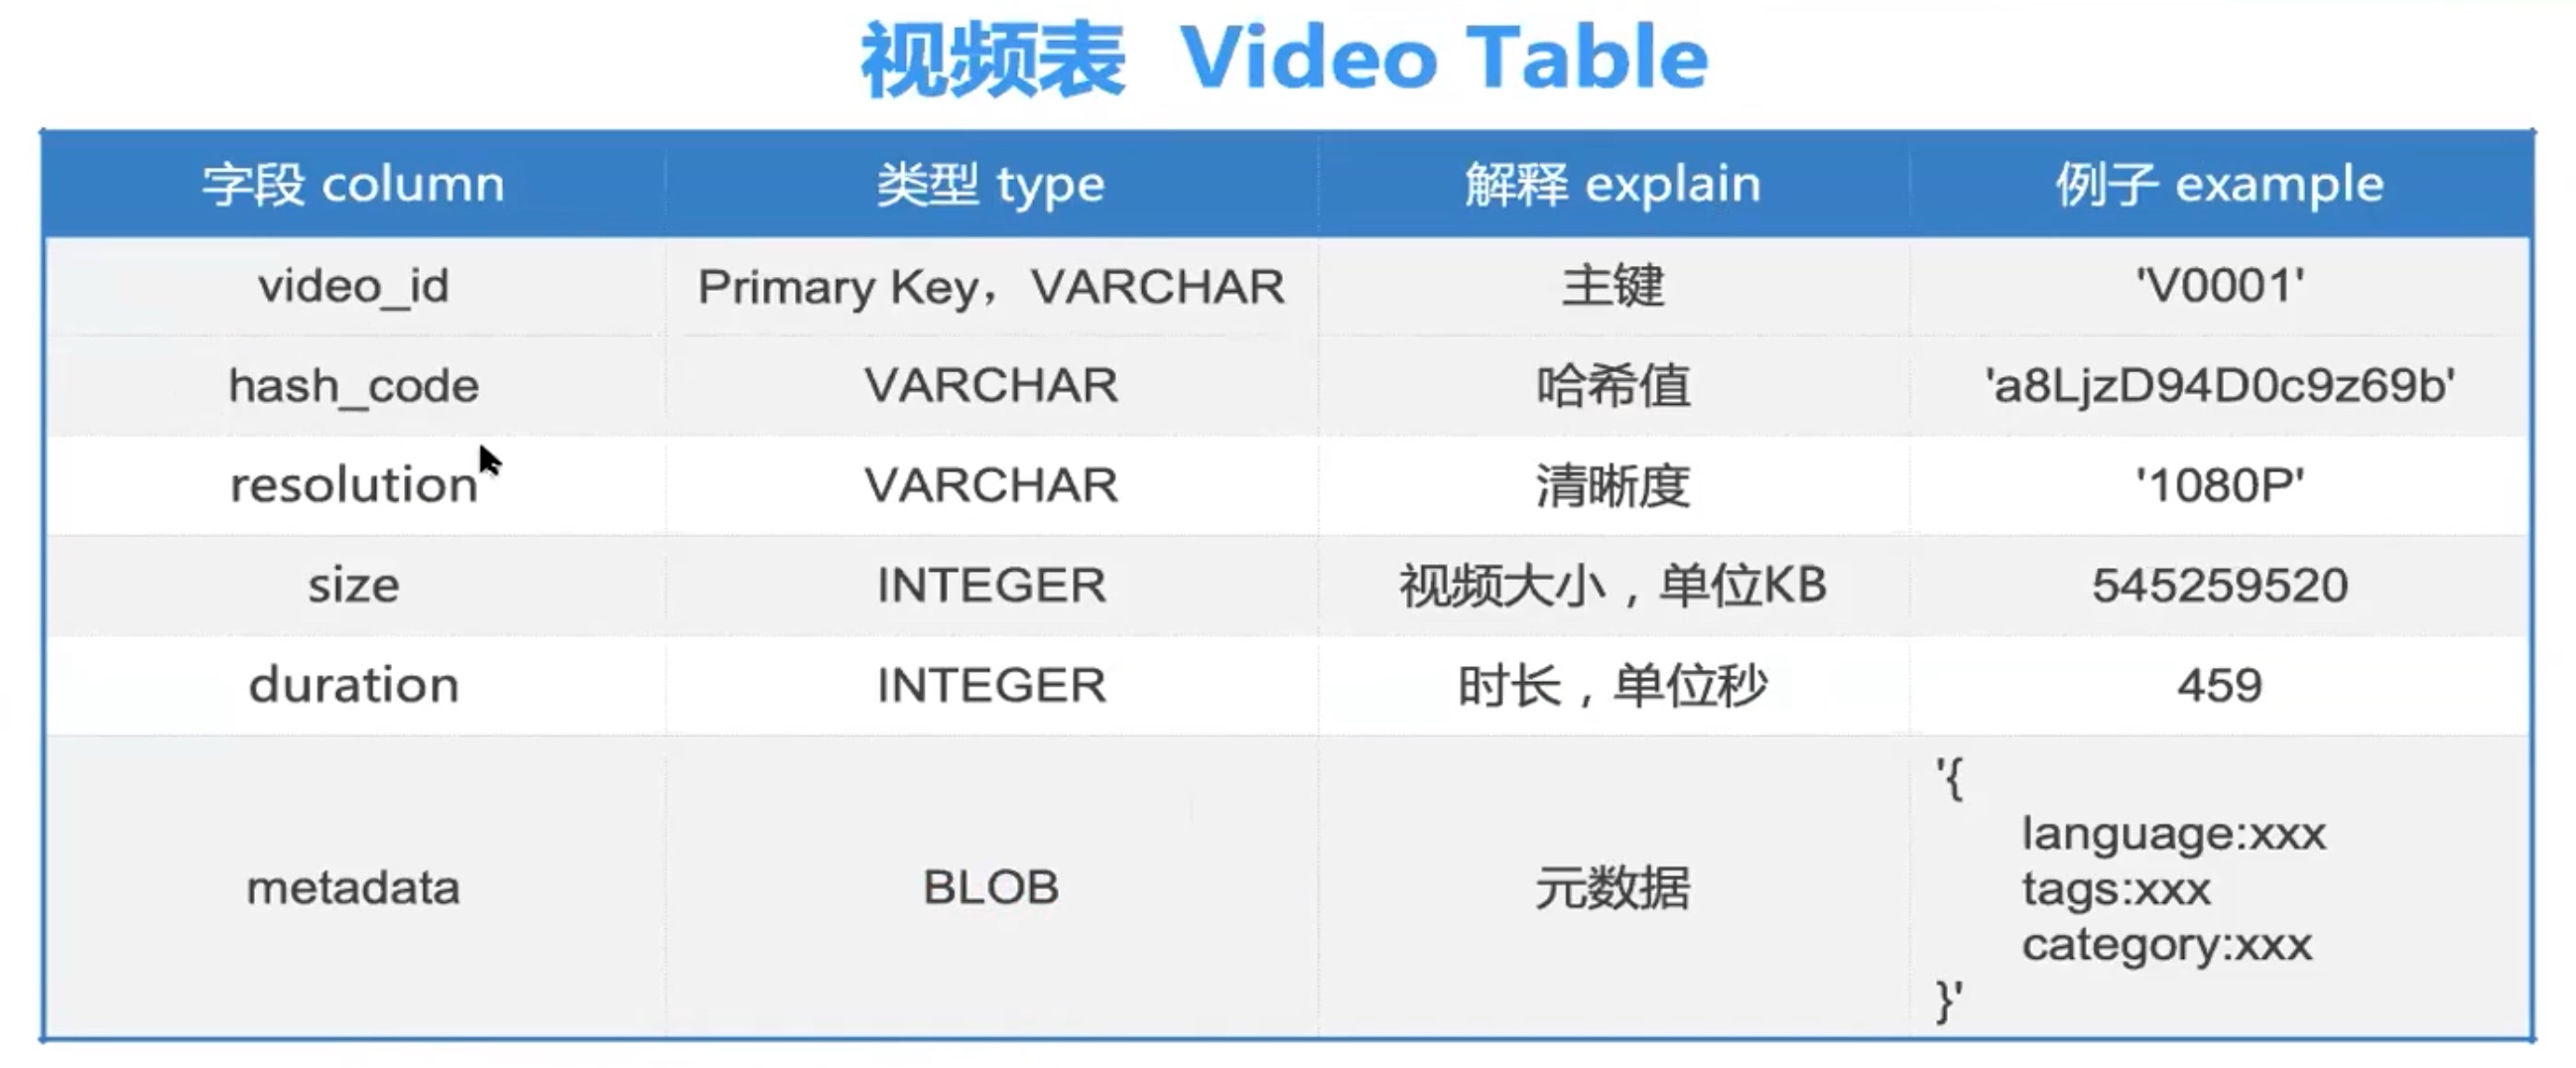 视频表 Video Table
字段 column 类型 type 解释 explain 例子 example
video_id Primary Key，VARCHAR 主键 'V0001'
hash_code VARCHAR 哈希值 'a8LjzD94D0c9z69b'
resolution VARCHAR 清晰度 '1080P'
size INTEGER 视频大小，单位KB 545259520
duration INTEGER 时长，单位秒 459
metadata BLOB 元数据 '{
language:xxx
tags:xxx
category:xxx
}'